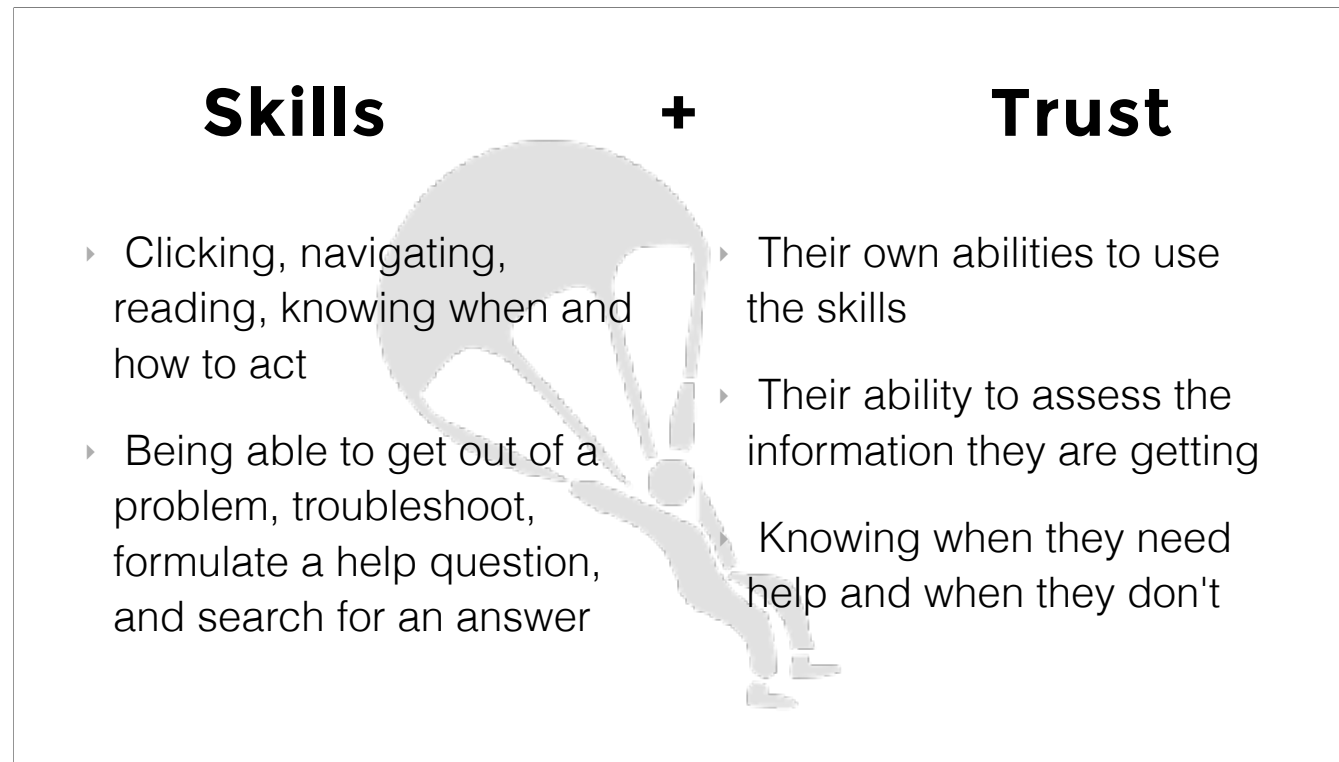 Skills + Trust
‣ Clicking, navigating,
reading, knowing when and
how to act
‣ Being able to get out of a
problem, troubleshoot,
formulate a help question,
and search for an answer
‣ Their own abilities to use
the skills
‣ Their ability to assess the
information they are getting
‣ Knowing when they need
help and when they don't